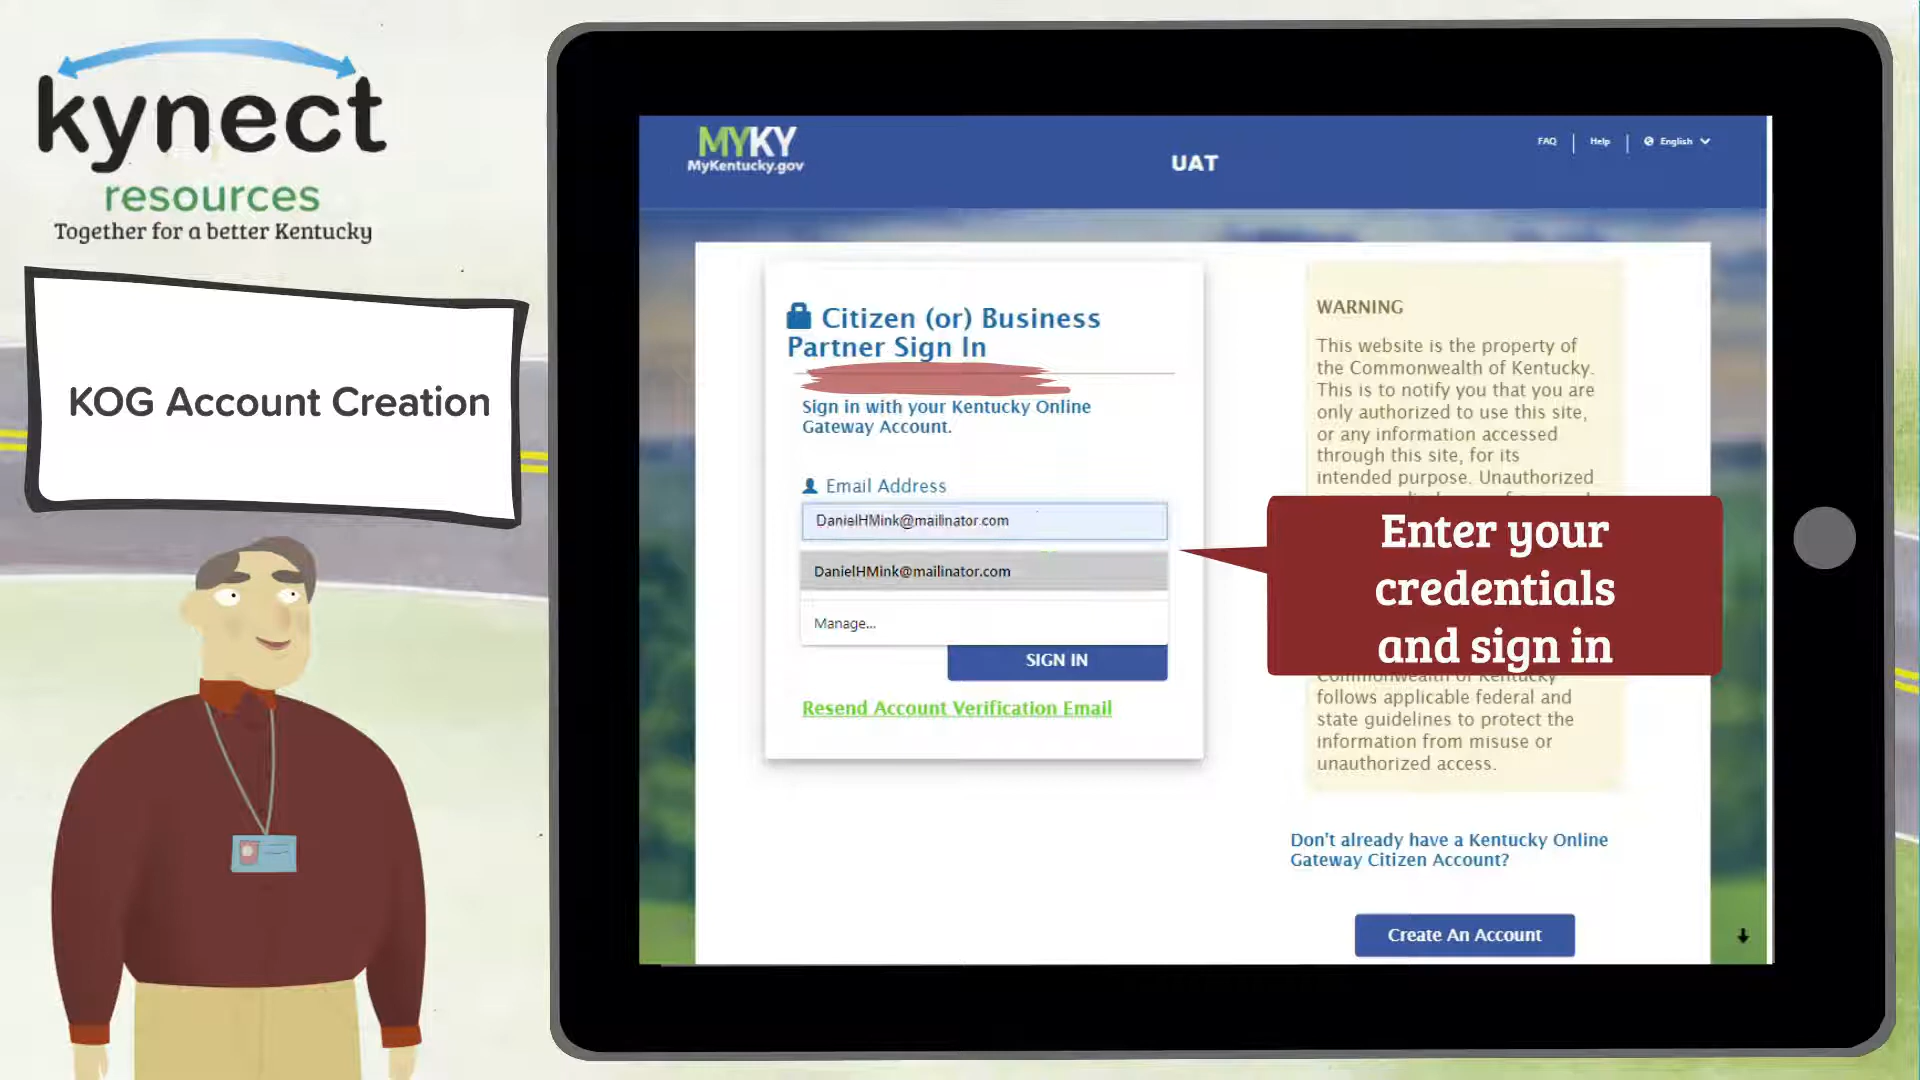 kynect
resources
Together for a better Kentucky
KOG Account Creation
MYKY
MyKentucky.gov
UAT
FAQ
Help
English
Citizen (or) Business
Partner Sign In
Sign in with your Kentucky Online
Gateway Account.
Email Address
DanielHMink@mailinator.com
DanielHMink@mailinator.com
Manage...
SIGN IN
Resend Account Verification Email
WARNING
This website is the property of
the Commonwealth of Kentucky.
This is to notify you that you are
only authorized to use this site,
or any information accessed
through this site, for its
intended purpose. Unauthorized
Enter your
credentials
and sign in
Commonwealth of Kentucky
follows applicable federal and
state guidelines to protect the
information from misuse or
unauthorized access.
Don't already have a Kentucky Online
Gateway Citizen Account?
Create An Account